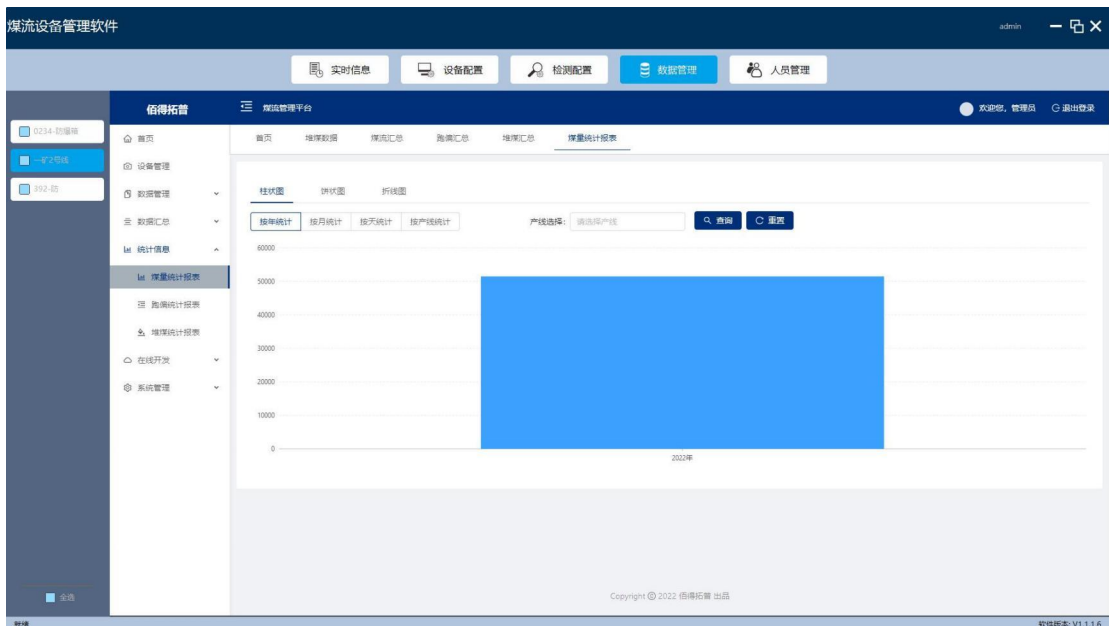 煤流设备管理软件 admin
实时信息 设备配置 检测配置 数据管理 人员管理
佰得拓普 煤流管理平台 欢迎您，管理员 退出登录
0234-防爆箱
一矿2号线
392-防
首页
设备管理
数据管理
数据汇总
统计信息
煤量统计报表
跑偏统计报表
堆煤统计报表
在线开发
系统管理
首页 堆煤数据 煤流汇总 跑偏汇总 堆煤汇总 煤量统计报表
柱状图 饼状图 折线图
按年统计 按月统计 按天统计 按产线统计 产线选择: 请选择产线 查询 重置
60000
50000
40000
30000
20000
10000
0
2022年
全选
Copyright © 2022 佰得拓普 出品
就绪 软件版本: V1.1.1.6